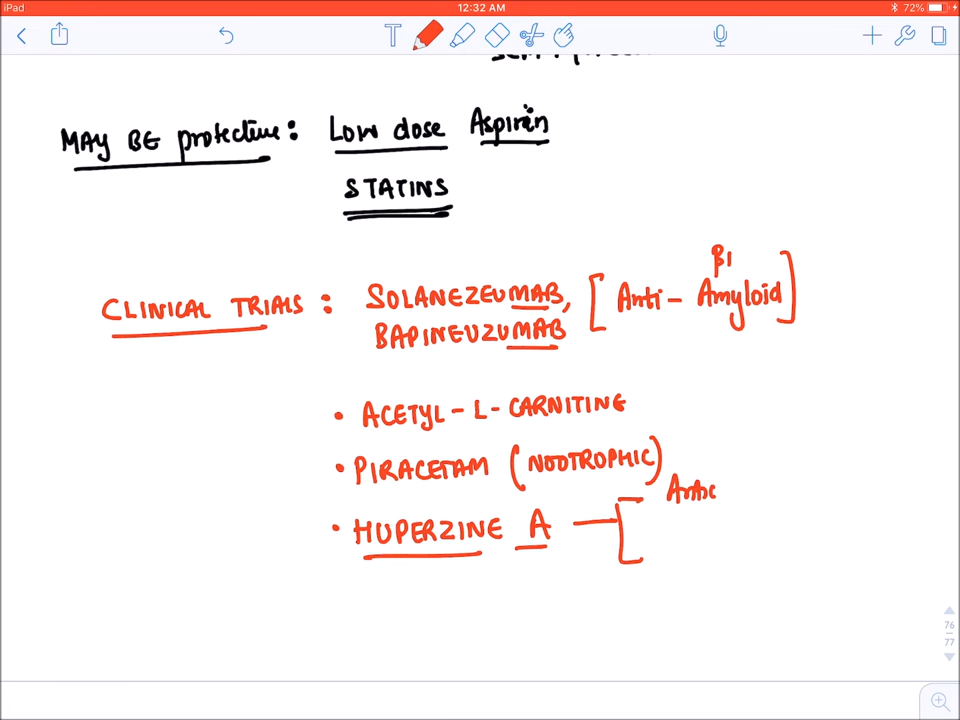 iPad 12:32 AM 72%
T
MAY BE protective: Low dose Aspirin
STATINS
β1
CLINICAL TRIALS: SOLANEZEUMAB, [Anti-Amyloid]
BAPINEUZUMAB
• ACETYL-L-CARNITINE
• PIRACETAM (NOOTROPHIC)
• HUPERZINE A — [
76
77